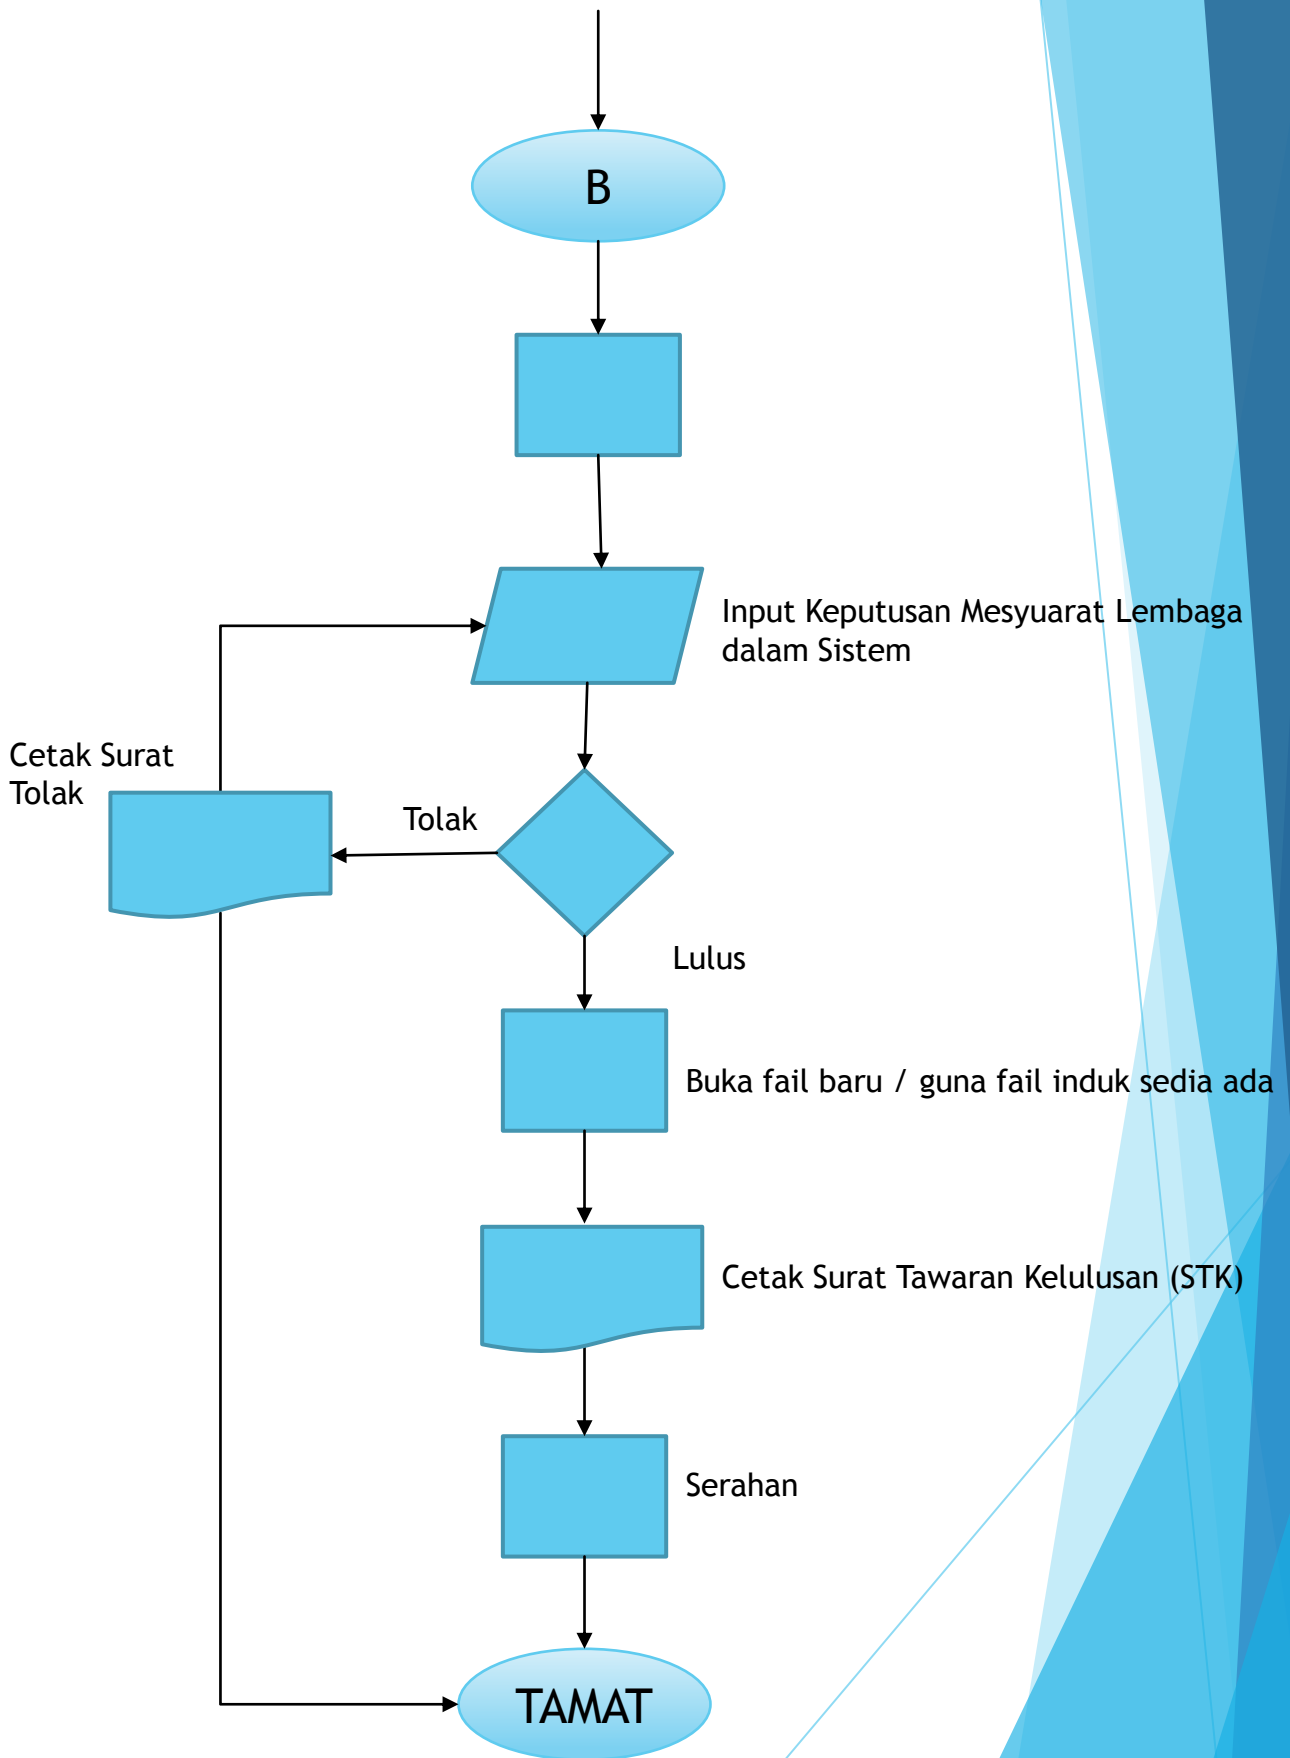 B
Input Keputusan Mesyuarat Lembaga
dalam Sistem
Cetak Surat
Tolak
Tolak
Lulus
Buka fail baru / guna fail induk sedia ada
Cetak Surat Tawaran Kelulusan (STK)
Serahan
TAMAT